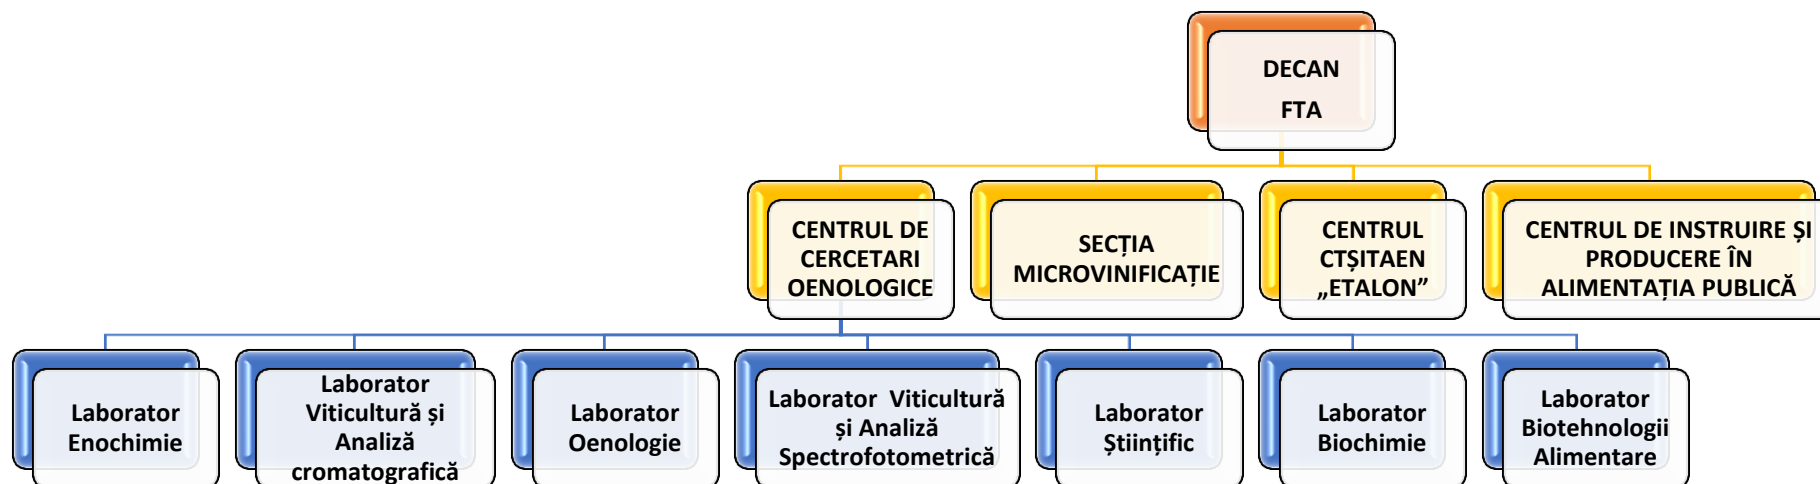 DECAN
FTA
CENTRUL DE
CERCETARI
OENOLOGICE
SECȚIA
MICROVINIFICAȚIE
CENTRUL
CTȘITAEN
„ETALON”
CENTRUL DE INSTRUIRE ȘI
PRODUCERE ÎN
ALIMENTAȚIA PUBLICĂ
Laborator
Enochimie
Laborator
Viticultură și
Analiză
cromatografică
Laborator
Oenologie
Laborator Viticultură
și Analiză
Spectrofotometrică
Laborator
Științific
Laborator
Biochimie
Laborator
Biotehnologii
Alimentare